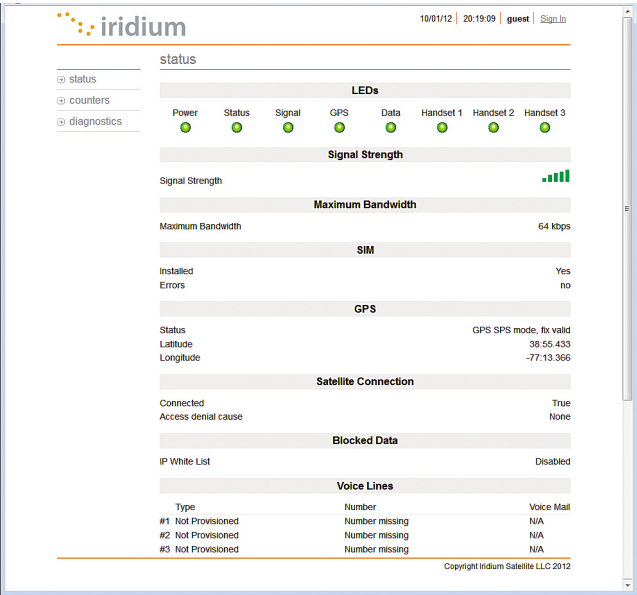 iridium
10/01/12 20:19:09 guest Sign In
status
status
counters
diagnostics
LEDs
Power Status Signal GPS Data Handset 1 Handset 2 Handset 3
Signal Strength
Signal Strength
Maximum Bandwidth
Maximum Bandwidth 64 kbps
SIM
Installed Yes
Errors no
GPS
Status GPS SPS mode, fix valid
Latitude 38:55.433
Longitude -77:13.366
Satellite Connection
Connected True
Access denial cause None
Blocked Data
IP White List Disabled
Voice Lines
Type Number Voice Mail
#1 Not Provisioned Number missing N/A
#2 Not Provisioned Number missing N/A
#3 Not Provisioned Number missing N/A
Copyright Iridium Satellite LLC 2012